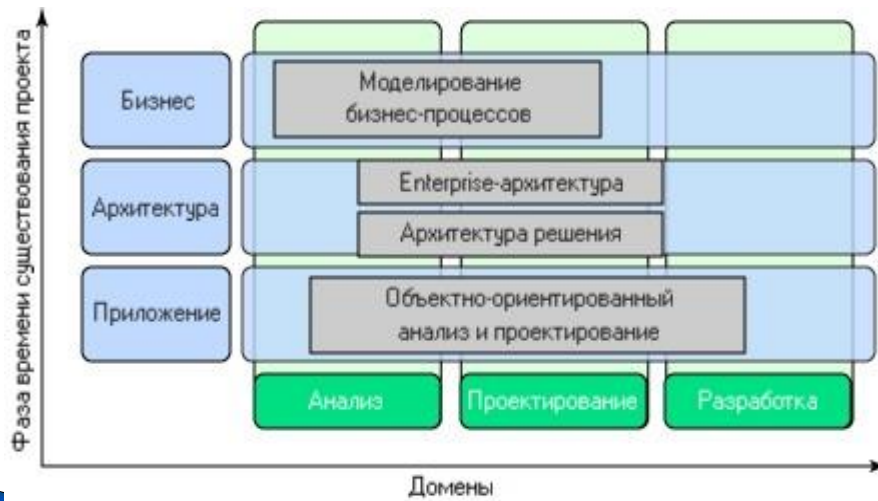 Фаза времени существования проекта
Бизнес
Моделирование
бизнес-процессов
Архитектура
Enterprise-архитектура
Архитектура решения
Приложение
Объектно-ориентированный
анализ и проектирование
Анализ
Проектирование
Разработка
Домены